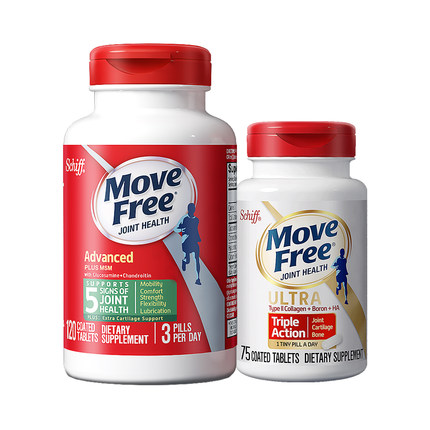 Schiff
Move
Free®
JOINT HEALTH
Advanced
PLUS MSM
with Glucosamine+Chondroitin
SUPPORTS
5 SIGNS OF
JOINT
HEALTH
Mobility
Comfort
Strength
Flexibility
Lubrication
PLUS Extra Cartilage Support
120 COATED
TABLETS
DIETARY
SUPPLEMENT
3 PILLS
PER DAY
Schiff
Move
Free®
JOINT HEALTH
ULTRA
Type II Collagen + Boron + HA
Triple
Action
Joint
Cartilage
Bone
1 TINY PILL A DAY
75 COATED TABLETS DIETARY SUPPLEMENT